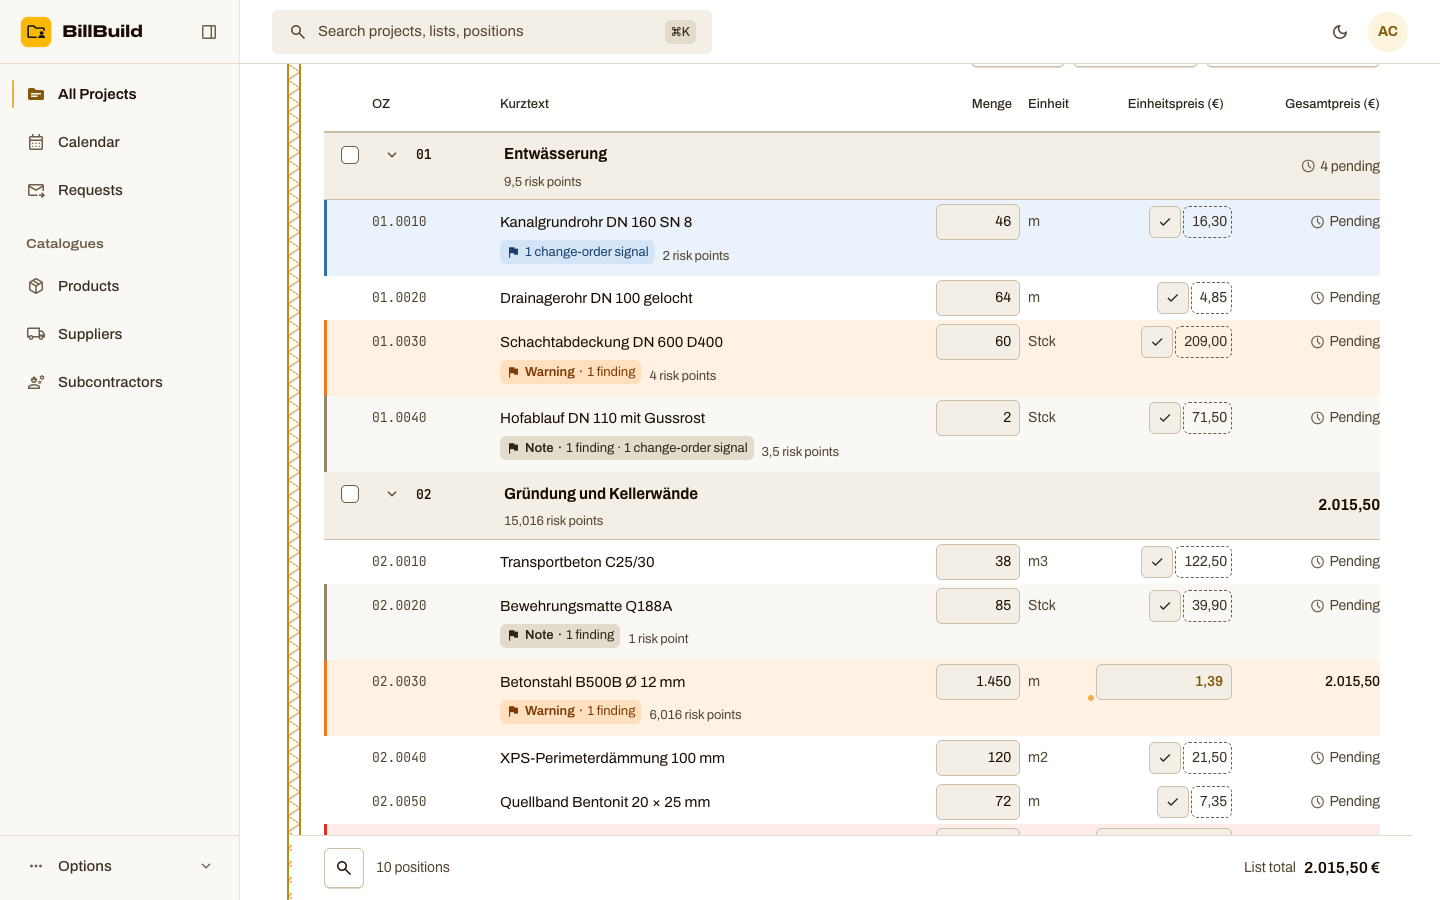 BillBuild
Search projects, lists, positions
⌘K
AC
All Projects
Calendar
Requests
Catalogues
Products
Suppliers
Subcontractors
Options
OZ Kurztext Menge Einheit Einheitspreis (€) Gesamtpreis (€)
01 Entwässerung 4 pending
9,5 risk points
01.0010 Kanalgrundrohr DN 160 SN 8 46 m 16,30 Pending
1 change-order signal 2 risk points
01.0020 Drainagerohr DN 100 gelocht 64 m 4,85 Pending
01.0030 Schachtabdeckung DN 600 D400 60 Stck 209,00 Pending
Warning · 1 finding 4 risk points
01.0040 Hofablauf DN 110 mit Gussrost 2 Stck 71,50 Pending
Note · 1 finding · 1 change-order signal 3,5 risk points
02 Gründung und Kellerwände 2.015,50
15,016 risk points
02.0010 Transportbeton C25/30 38 m3 122,50 Pending
02.0020 Bewehrungsmatte Q188A 85 Stck 39,90 Pending
Note · 1 finding 1 risk point
02.0030 Betonstahl B500B Ø 12 mm 1.450 m 1,39 2.015,50
Warning · 1 finding 6,016 risk points
02.0040 XPS-Perimeterdämmung 100 mm 120 m2 21,50 Pending
02.0050 Quellband Bentonit 20 × 25 mm 72 m 7,35 Pending
10 positions List total 2.015,50 €